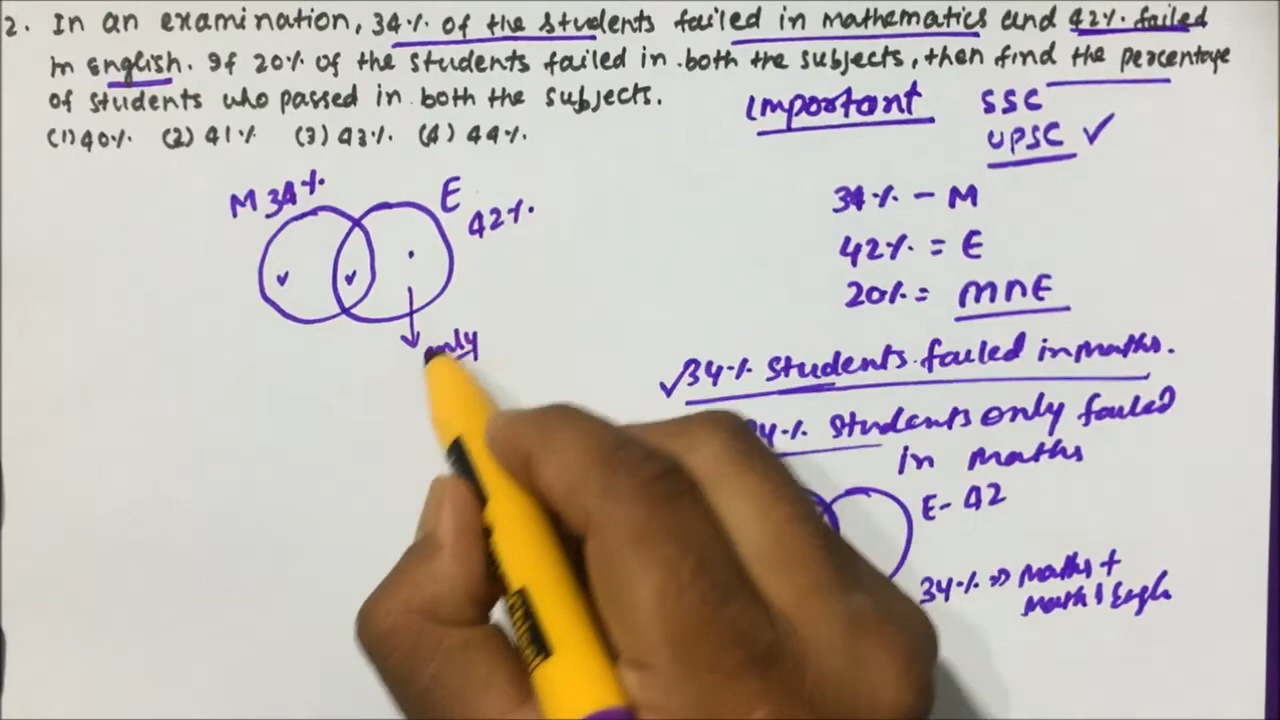 2. In an examination, 34% of the students failed in mathematics and 42% failed
in English. If 20% of the students failed in both the subjects, then find the percentage
of students who passed in both the subjects.
(1) 40% (2) 41% (3) 43% (4) 44%
Important SSC
UPSC ✓
M 34% E 42%
only
34% - M
42% = E
20% = M∩E
✓34% Students failed in maths.
Students only failed
in maths
E- 42
34% => Maths +